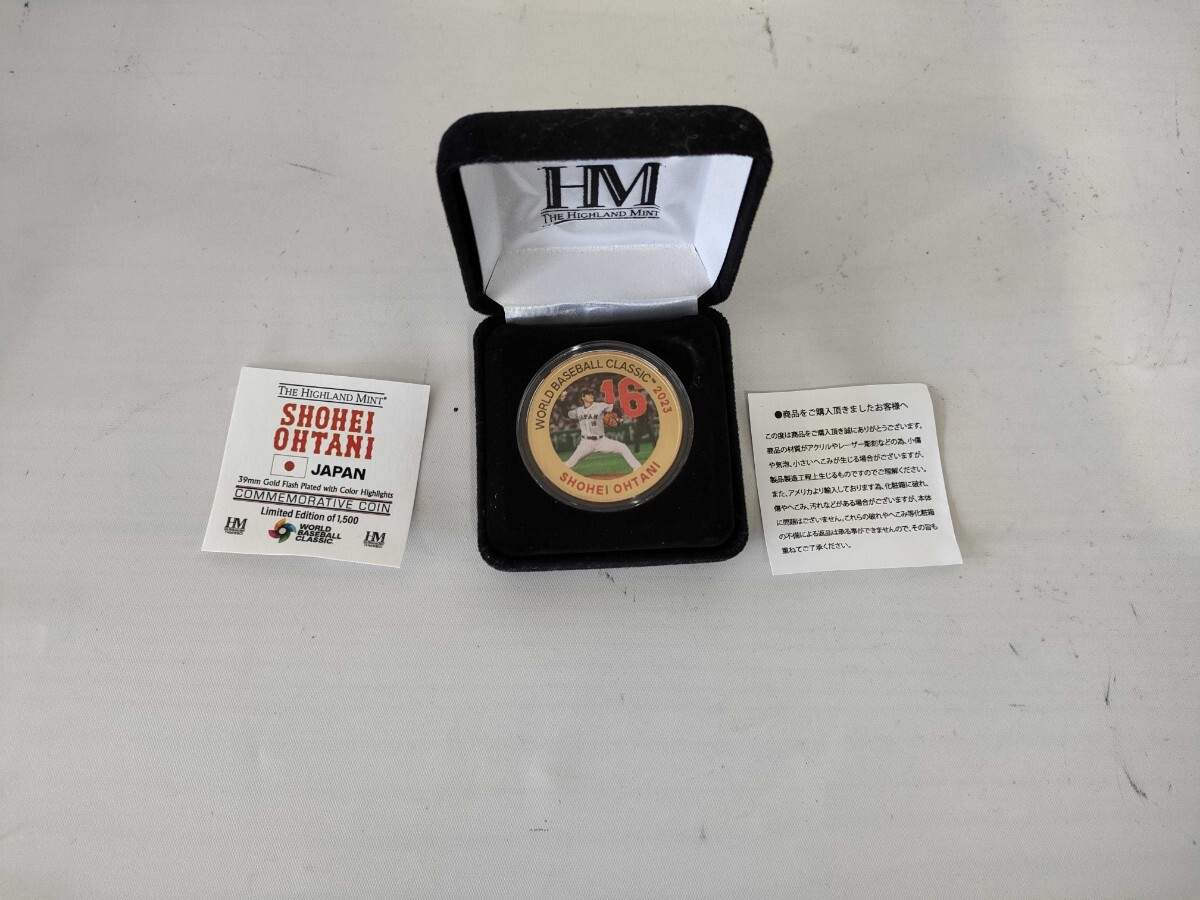 HM
THE HIGHLAND MINT
THE HIGHLAND MINT®
SHOHEI
OHTANI
JAPAN
39mm Gold Flash Plated with Color Highlights
COMMEMORATIVE COIN
Limited Edition of 1,500
HM
WORLD
BASEBALL
CLASSIC
HM
WORLD BASEBALL CLASSIC™ 2023
16
JAPAN
16
SHOHEI OHTANI
●商品をご購入頂きましたお客様へ
この度は商品をご購入頂き誠にありがとうございます。
商品の材質がアクリルやレーザー彫刻などの為、小傷
や気泡、小さいへこみが生じる場合がございますが、
製品製造工程上生じるものですのでご理解ください。
また、アメリカより輸入しております為、化粧箱に破れ、
傷やへこみ、汚れなどがある場合がございますが、本体
に問題はございません。これらの破れやへこみ等化粧箱
の不備による返品は承る事ができませんので、その旨も
重ねてご了承ください。